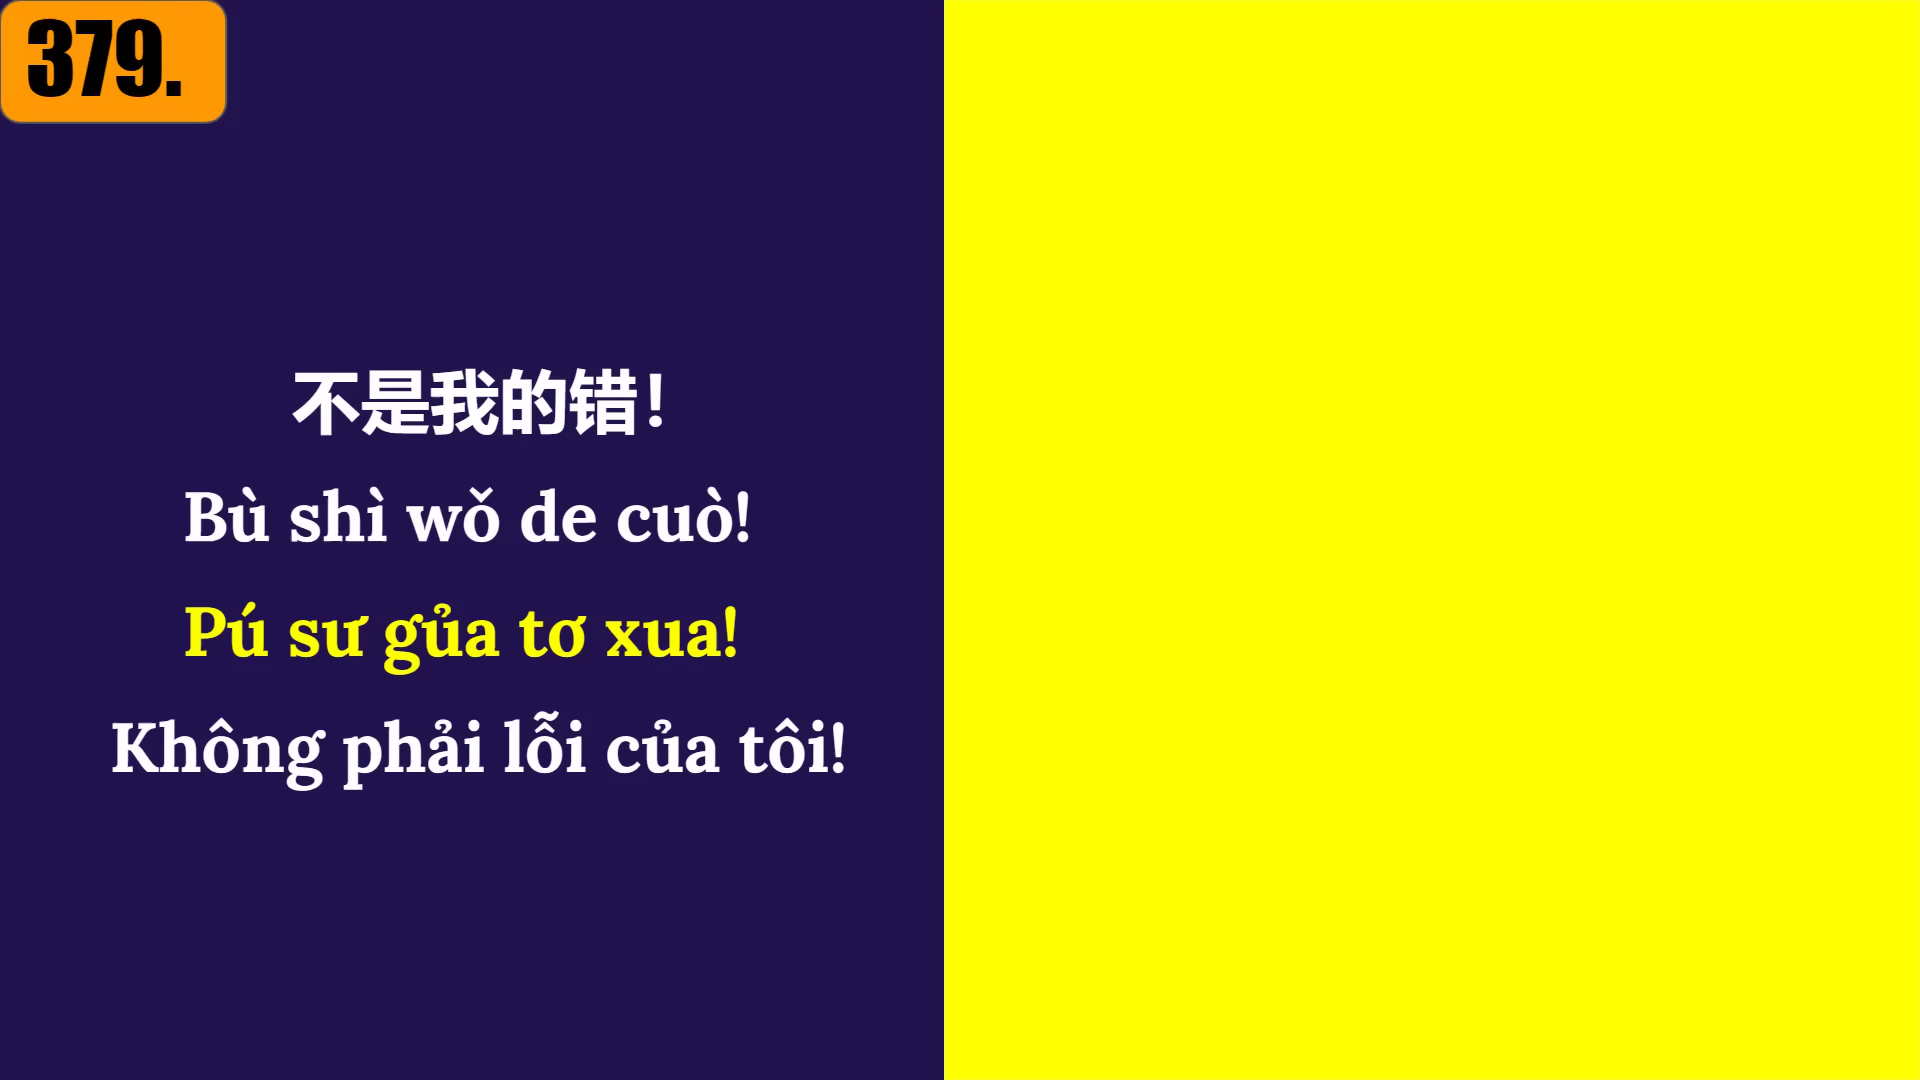 379.
不是我的错！
Bù shì wǒ de cuò!
Pú sư gủa tơ xua!
Không phải lỗi của tôi!